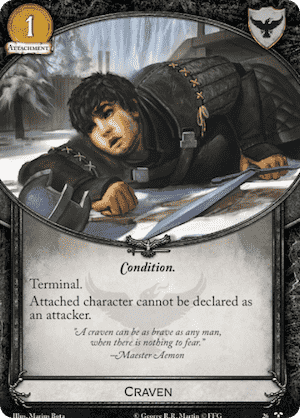 1
ATTACHMENT
Condition.
Terminal.
Attached character cannot be declared as
an attacker.
"A craven can be as brave as any man,
when there is nothing to fear."
–Maester Aemon
CRAVEN
Illus. Marius Bota © George R.R. Martin © FFG 26